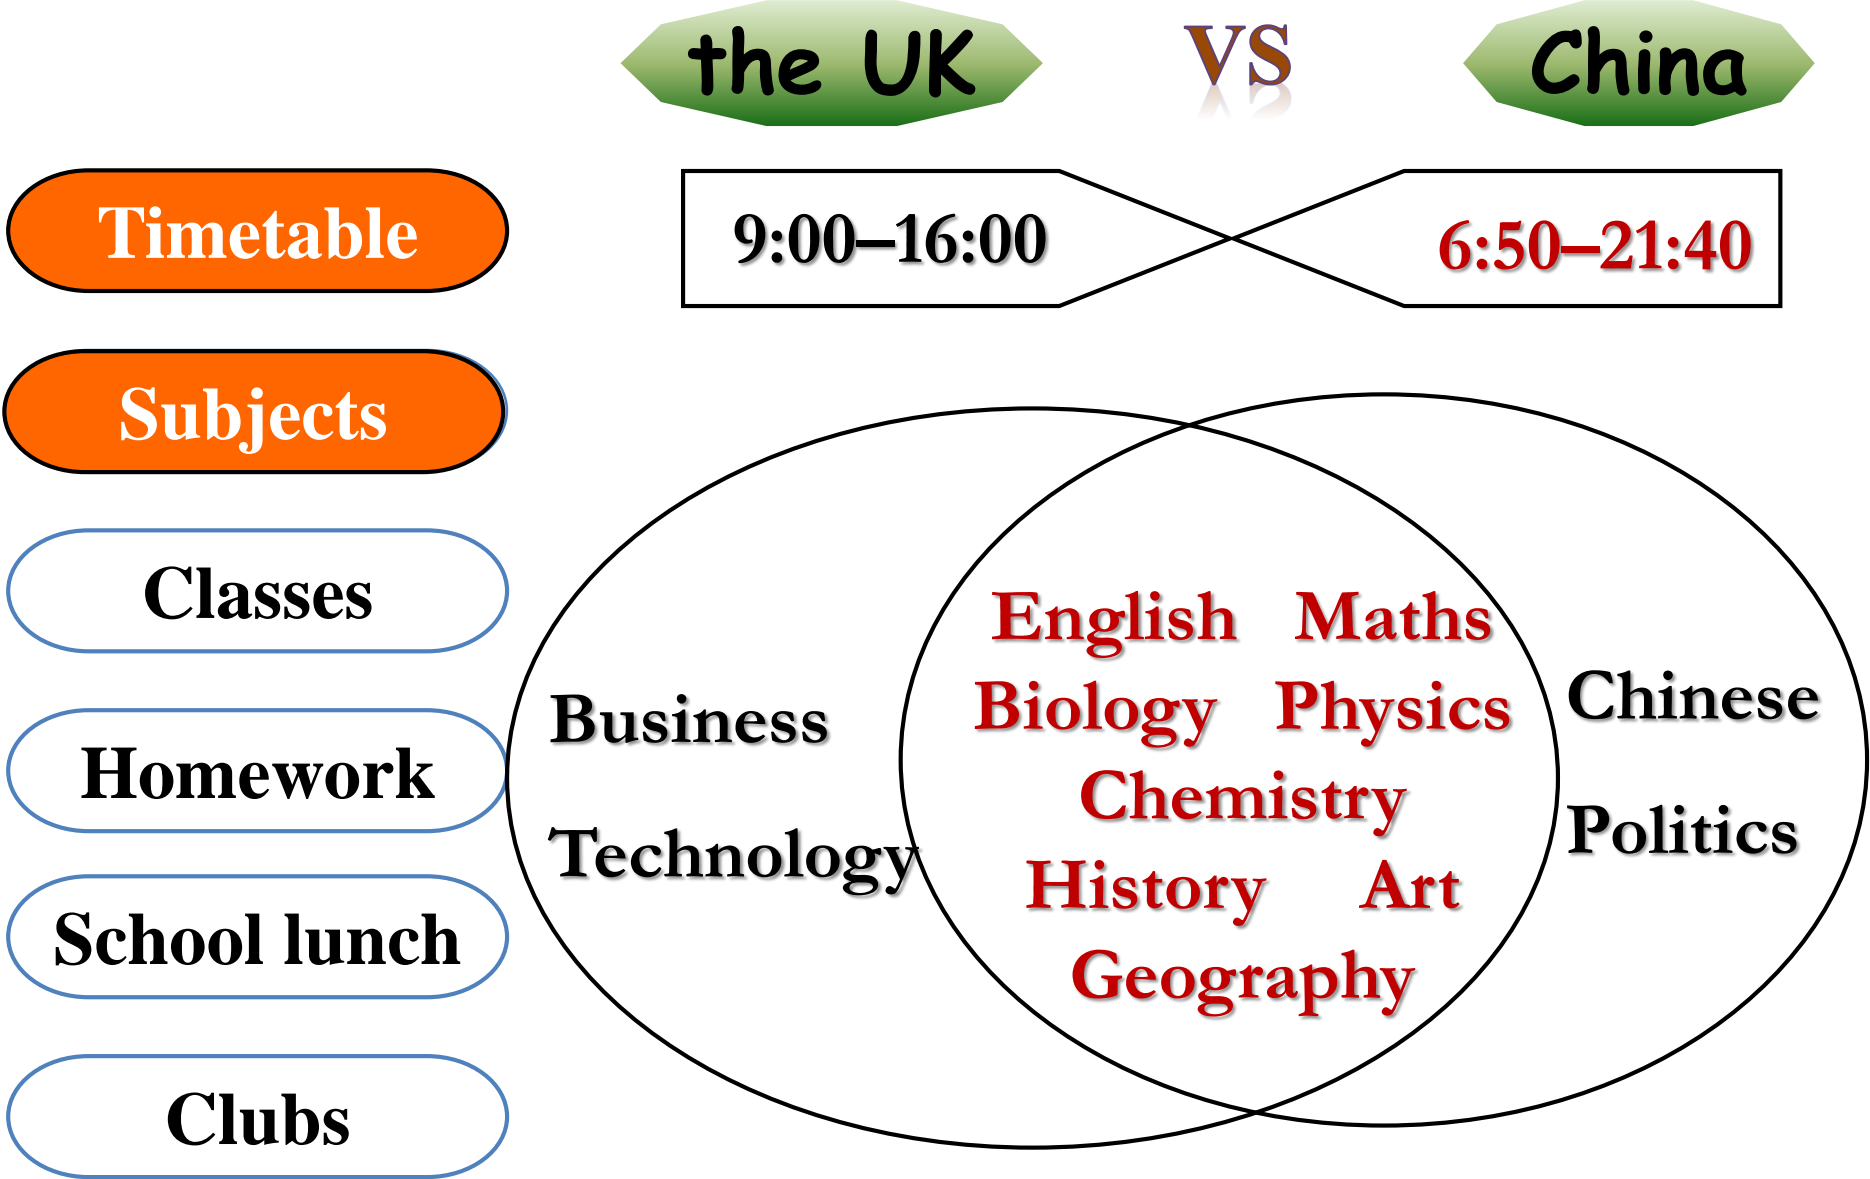 the UK VS China
Timetable
9:00–16:00
6:50–21:40
Subjects
Classes
Homework
School lunch
Clubs
Business
Technology
English Maths
Biology Physics
Chemistry
History Art
Geography
Chinese
Politics